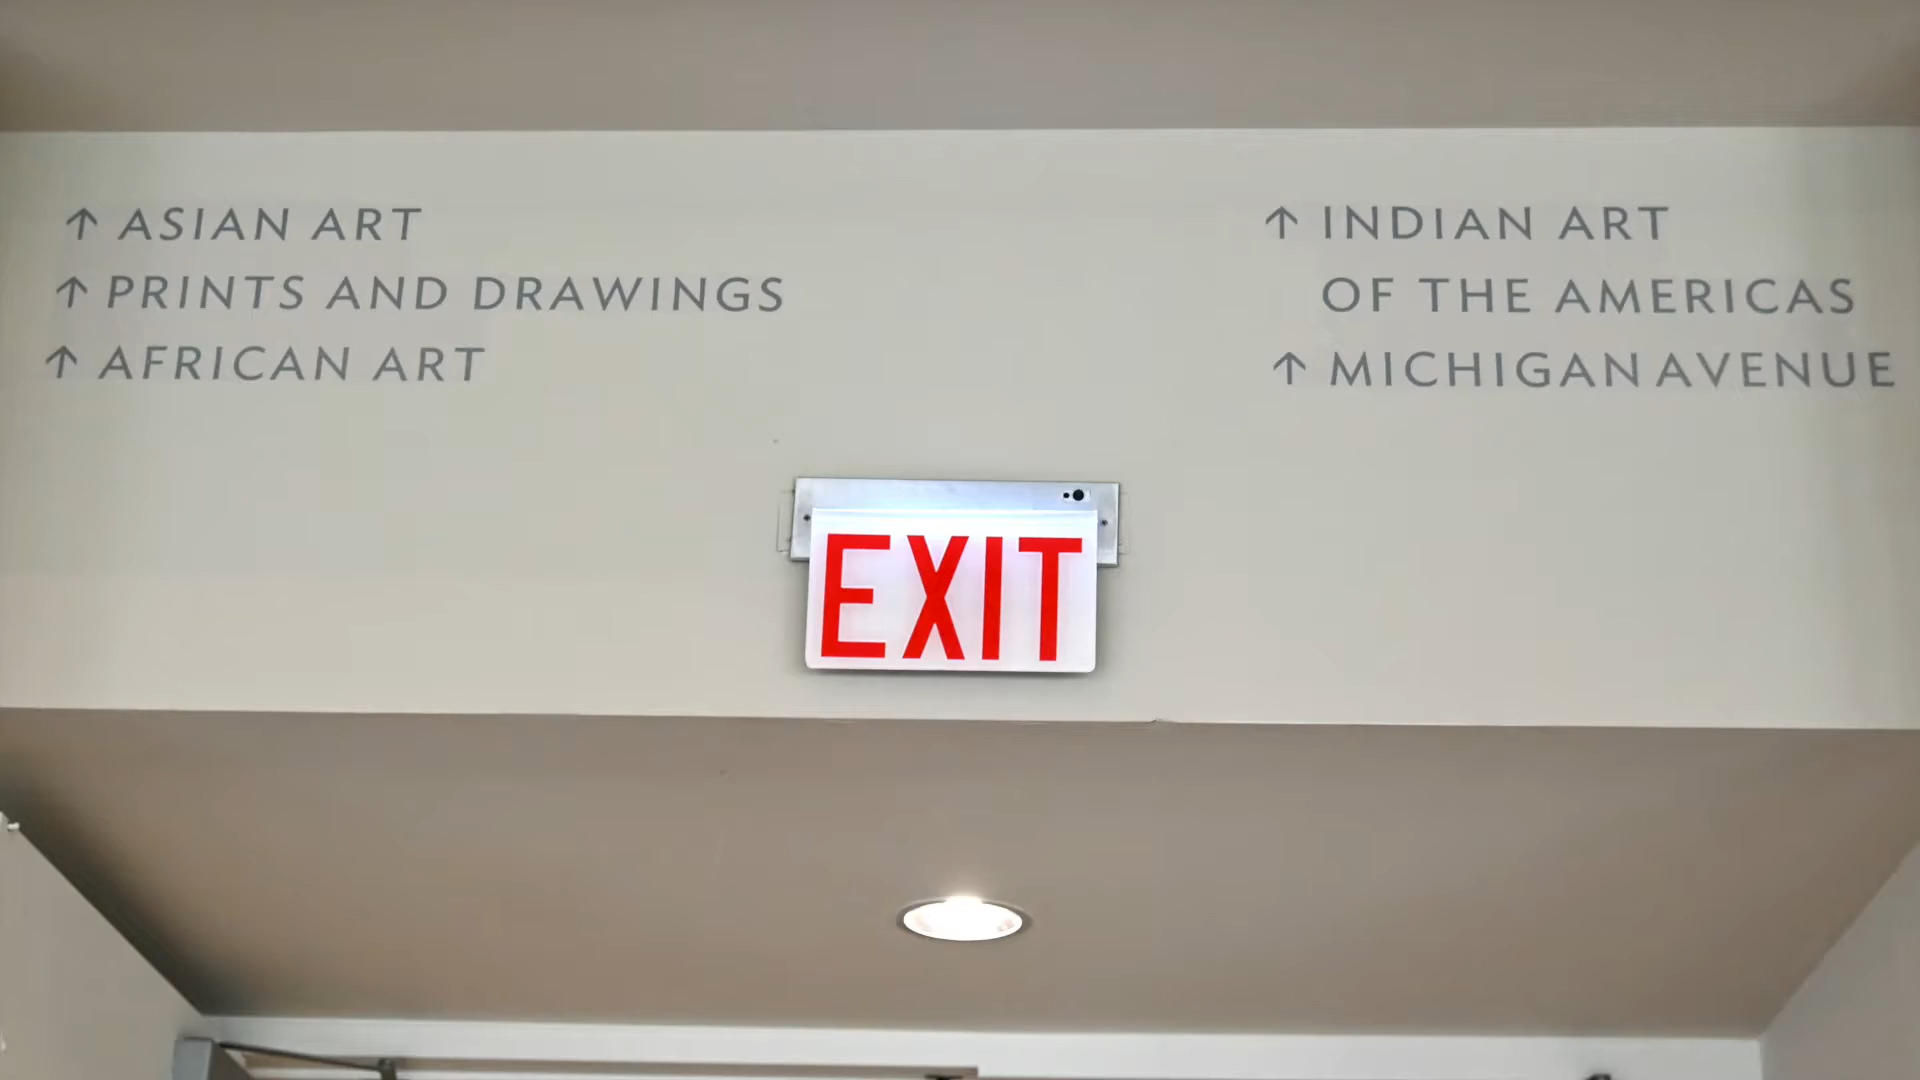 ↑ ASIAN ART
↑ PRINTS AND DRAWINGS
↑ AFRICAN ART
↑ INDIAN ART
OF THE AMERICAS
↑ MICHIGAN AVENUE
EXIT